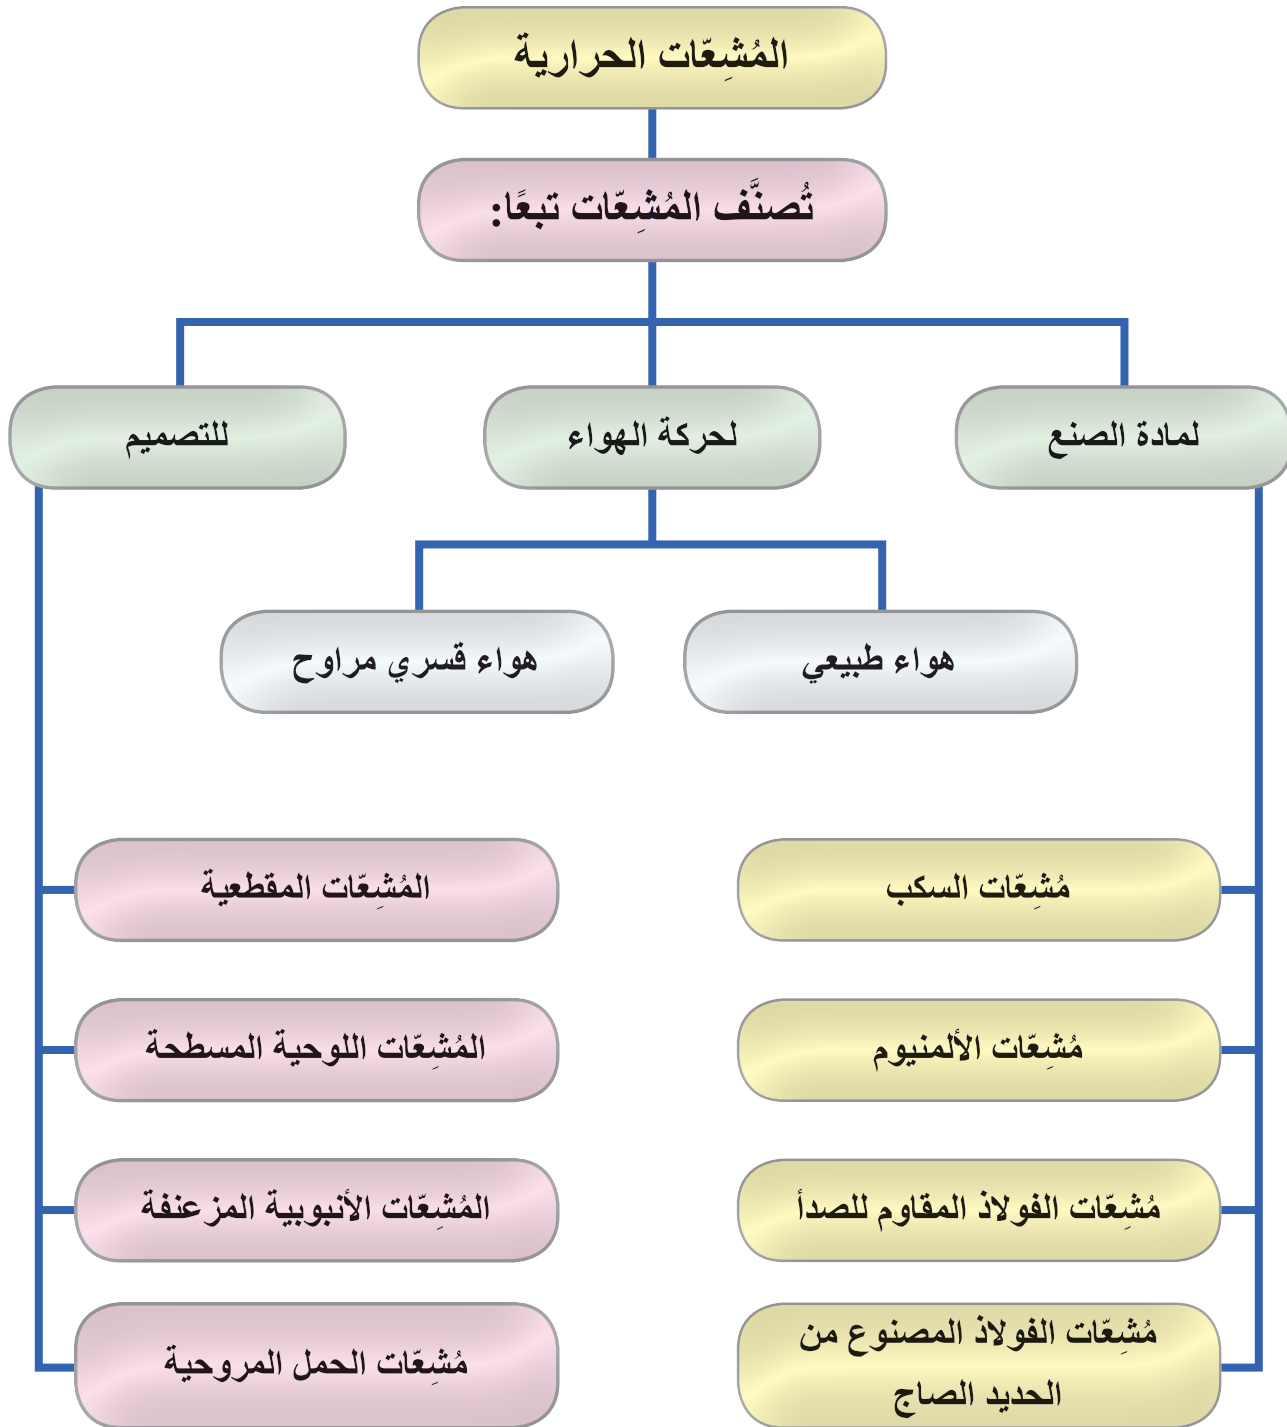 المُشِعّات الحرارية
تُصنَّف المُشِعّات تبعًا:
لمادة الصنع
لحركة الهواء
للتصميم
هواء طبيعي
هواء قسري مراوح
مُشِعّات السكب
المُشِعّات المقطعية
مُشِعّات الألمنيوم
المُشِعّات اللوحية المسطحة
مُشِعّات الفولاذ المقاوم للصدأ
المُشِعّات الأنبوبية المزعنفة
مُشِعّات الفولاذ المصنوع من
الحديد الصاج
مُشِعّات الحمل المروحية